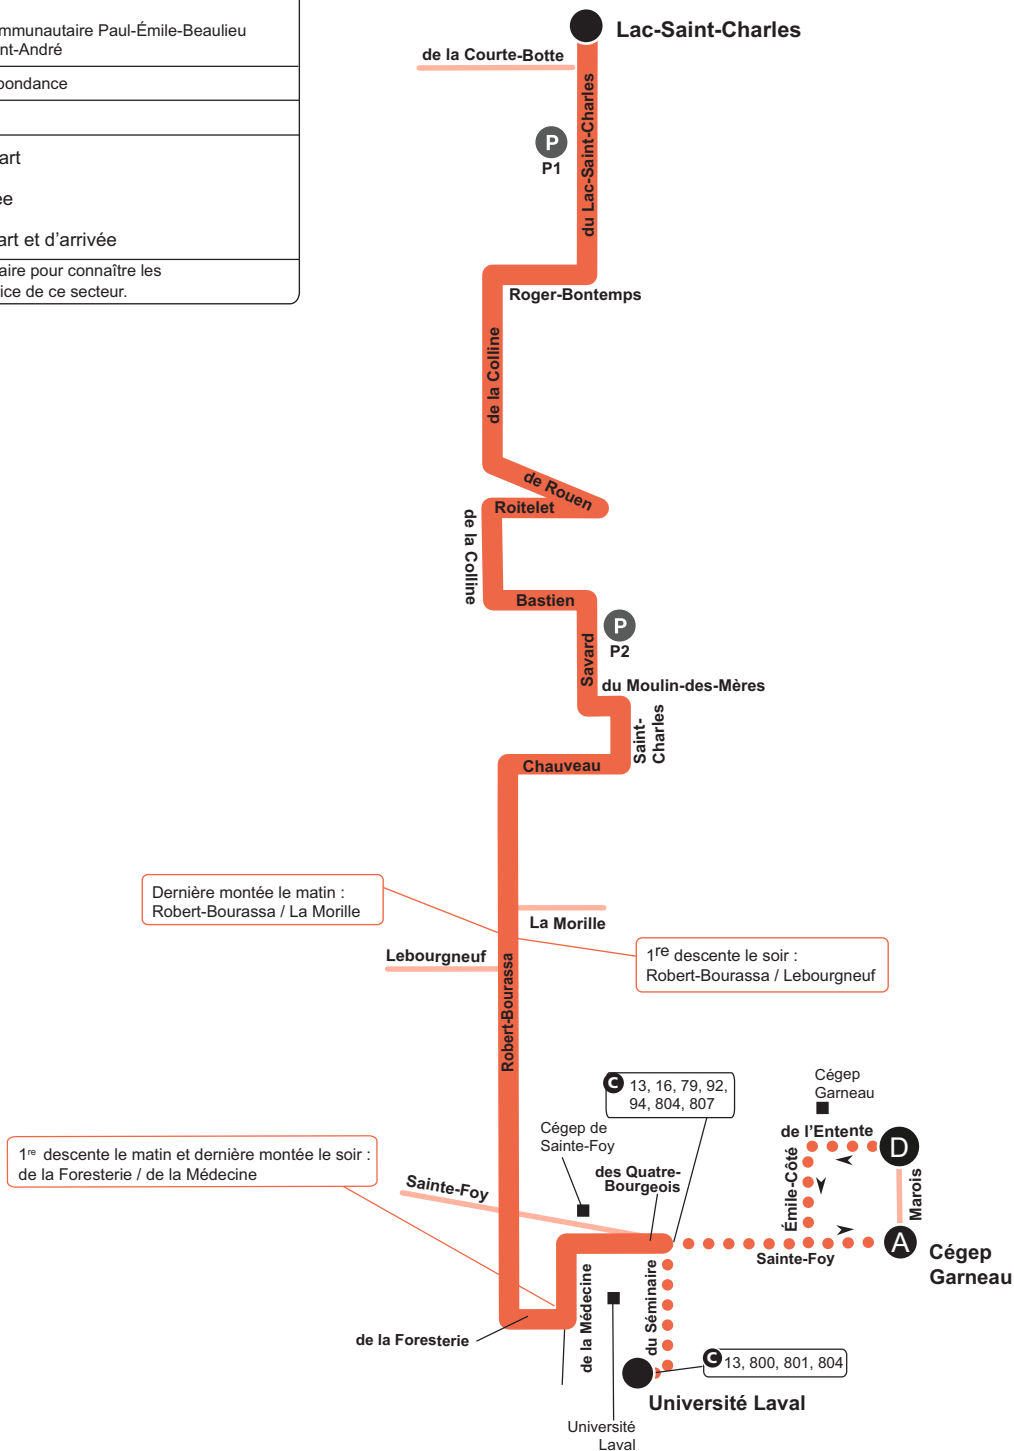 mmunautaire Paul-Émile-Beaulieu
nt-André
pondance
art
ée
art et d'arrivée
aire pour connaître les
ice de ce secteur.
Lac-Saint-Charles
de la Courte-Botte
P
P1
du Lac-Saint-Charles
Roger-Bontemps
de la Colline
de Rouen
Roitelet
de la Colline
Bastien
P
P2
Savard
du Moulin-des-Mères
Saint-
Charles
Chauveau
Dernière montée le matin :
Robert-Bourassa / La Morille
La Morille
Lebourgneuf
1re descente le soir :
Robert-Bourassa / Lebourgneuf
Robert-Bourassa
C 13, 16, 79, 92,
94, 804, 807
Cégep
Garneau
Cégep de
Sainte-Foy
de l'Entente
D
1re descente et dernière montée le soir :
de la Foresterie / de la Médecine
des Quatre-
Bourgeois
Sainte-Foy
Émile-Côté
Marois
A
Sainte-Foy
Cégep
Garneau
de la Médecine
du Séminaire
de la Foresterie
C 13, 800, 801, 804
Université Laval
Université
Laval